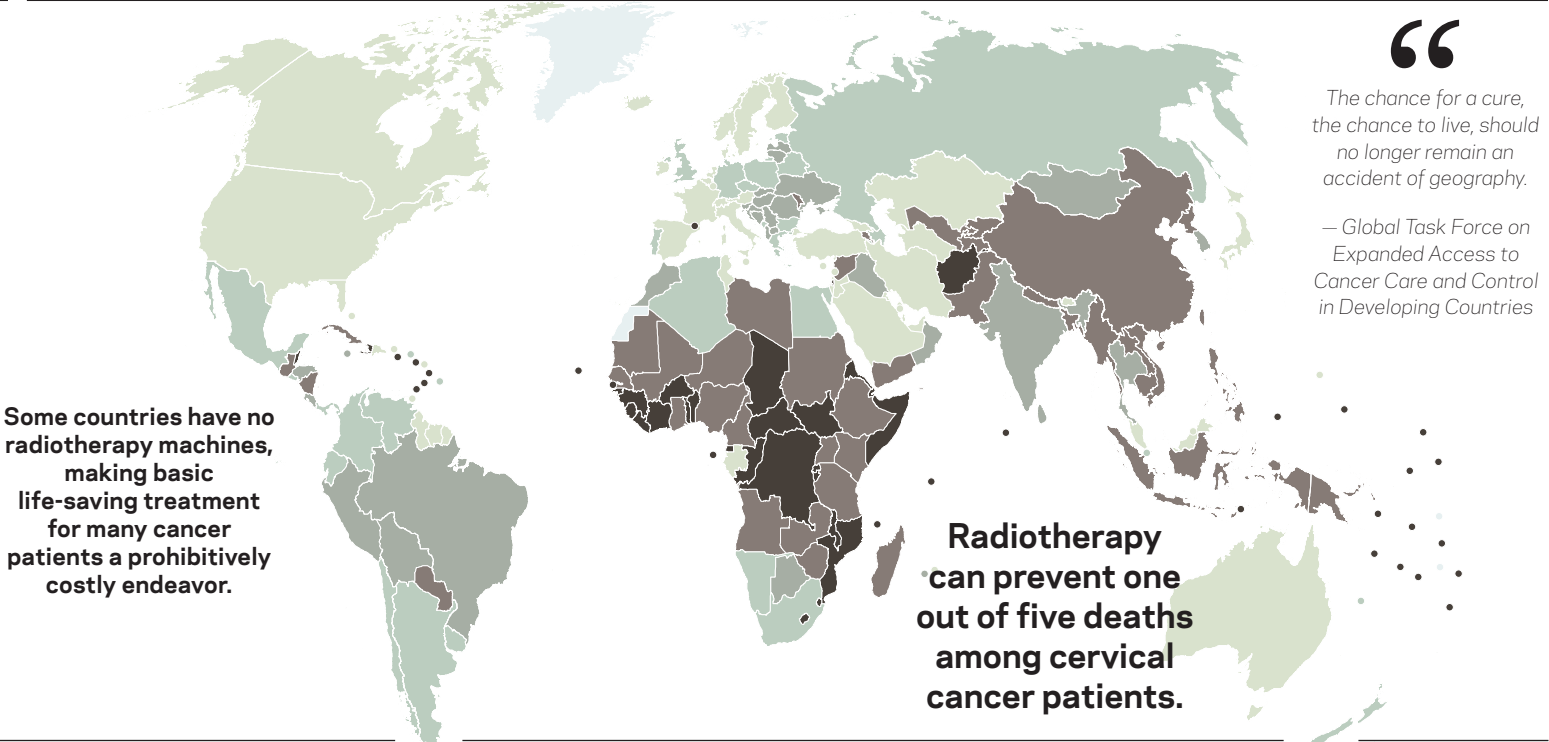 Some countries have no
radiotherapy machines,
making basic
life-saving treatment
for many cancer
patients a prohibitively
costly endeavor.
Radiotherapy
can prevent one
out of five deaths
among cervical
cancer patients.
“
The chance for a cure,
the chance to live, should
no longer remain an
accident of geography.
— Global Task Force on
Expanded Access to
Cancer Care and Control
in Developing Countries